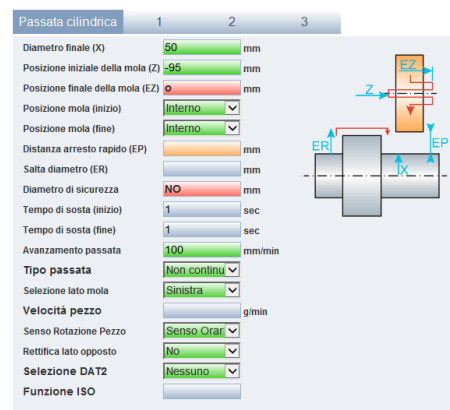 Passata cilindrica 1 2 3
Diametro finale (X) 50 mm
Posizione iniziale della mola (Z) -95 mm
Posizione finale della mola (EZ) o mm
Posizione mola (inizio) Interno
Posizione mola (fine) Interno
Distanza arresto rapido (EP) mm
Salta diametro (ER) mm
Diametro di sicurezza NO mm
Tempo di sosta (inizio) 1 sec
Tempo di sosta (fine) 1 sec
Avanzamento passata 100 mm/min
Tipo passata Non continu
Selezione lato mola Sinistra
Velocità pezzo g/min
Senso Rotazione Pezzo Senso Orar
Rettifica lato opposto No
Selezione DAT2 Nessuno
Funzione ISO
EZ
Z
ER
EP
X